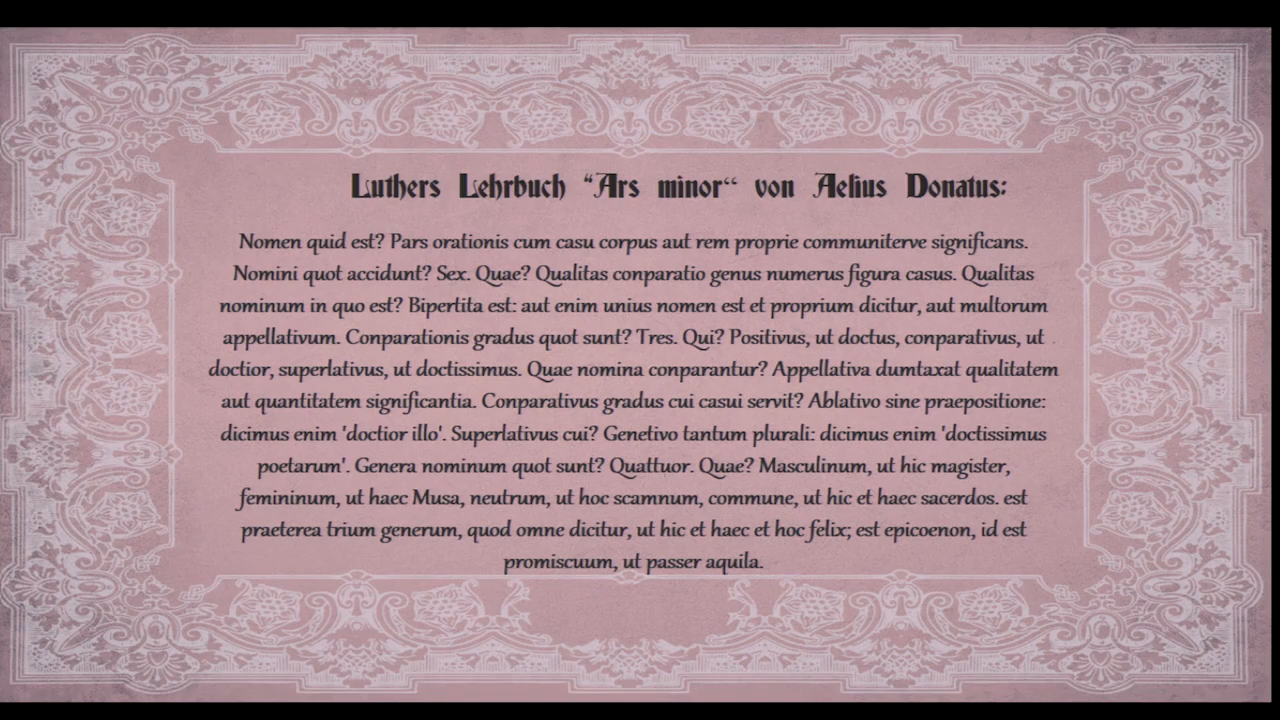 Luthers Lehrbuch “Ars minor“ von Aelius Donatus:
Nomen quid est? Pars orationis cum casu corpus aut rem proprie communiterve significans.
Nomini quot accidunt? Sex. Quae? Qualitas conparatio genus numerus figura casus. Qualitas
nominum in quo est? Bipertita est: aut enim unius nomen est et proprium dicitur, aut multorum
appellativum. Conparationis gradus quot sunt? Tres. Qui? Positivus, ut doctus, conparativus, ut
doctior, superlativus, ut doctissimus. Quae nomina conparantur? Appellativa dumtaxat qualitatem
aut quantitatem significantia. Conparativus gradus cui casui servit? Ablativo sine praepositione:
dicimus enim 'doctior illo'. Superlativus cui? Genetivo tantum plurali: dicimus enim 'doctissimus
poetarum'. Genera nominum quot sunt? Quattuor. Quae? Masculinum, ut hic magister,
femininum, ut haec Musa, neutrum, ut hoc scamnum, commune, ut hic et haec sacerdos. est
praeterea trium generum, quod omne dicitur, ut hic et haec et hoc felix; est epicoenon, id est
promiscuum, ut passer aquila.